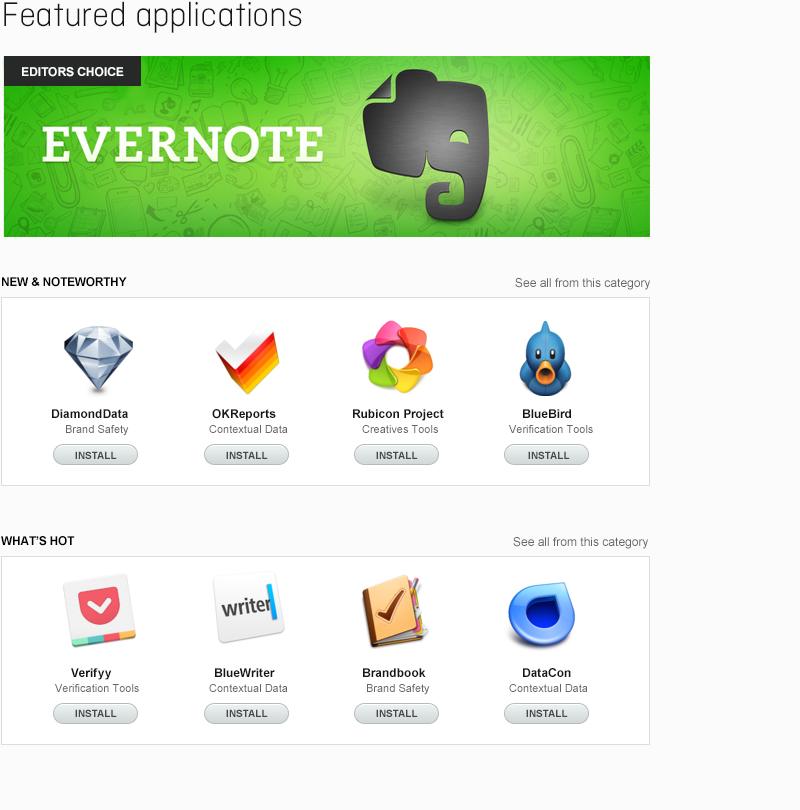 Featured applications
EDITORS CHOICE
EVERNOTE
NEW & NOTEWORTHY
See all from this category
DiamondData
Brand Safety
INSTALL
OKReports
Contextual Data
INSTALL
Rubicon Project
Creatives Tools
INSTALL
BlueBird
Verification Tools
INSTALL
WHAT'S HOT
See all from this category
Verifyy
Verification Tools
INSTALL
writer
BlueWriter
Contextual Data
INSTALL
Brandbook
Brand Safety
INSTALL
DataCon
Contextual Data
INSTALL